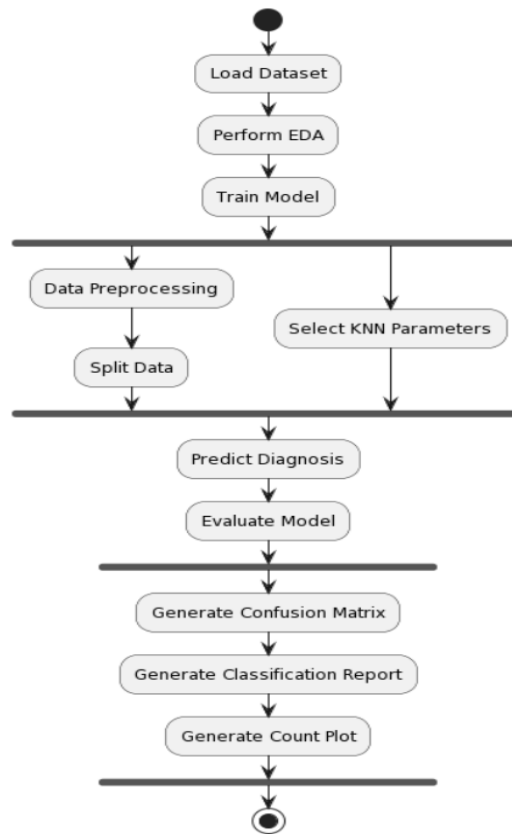 Load Dataset
Perform EDA
Train Model
Data Preprocessing
Select KNN Parameters
Split Data
Predict Diagnosis
Evaluate Model
Generate Confusion Matrix
Generate Classification Report
Generate Count Plot